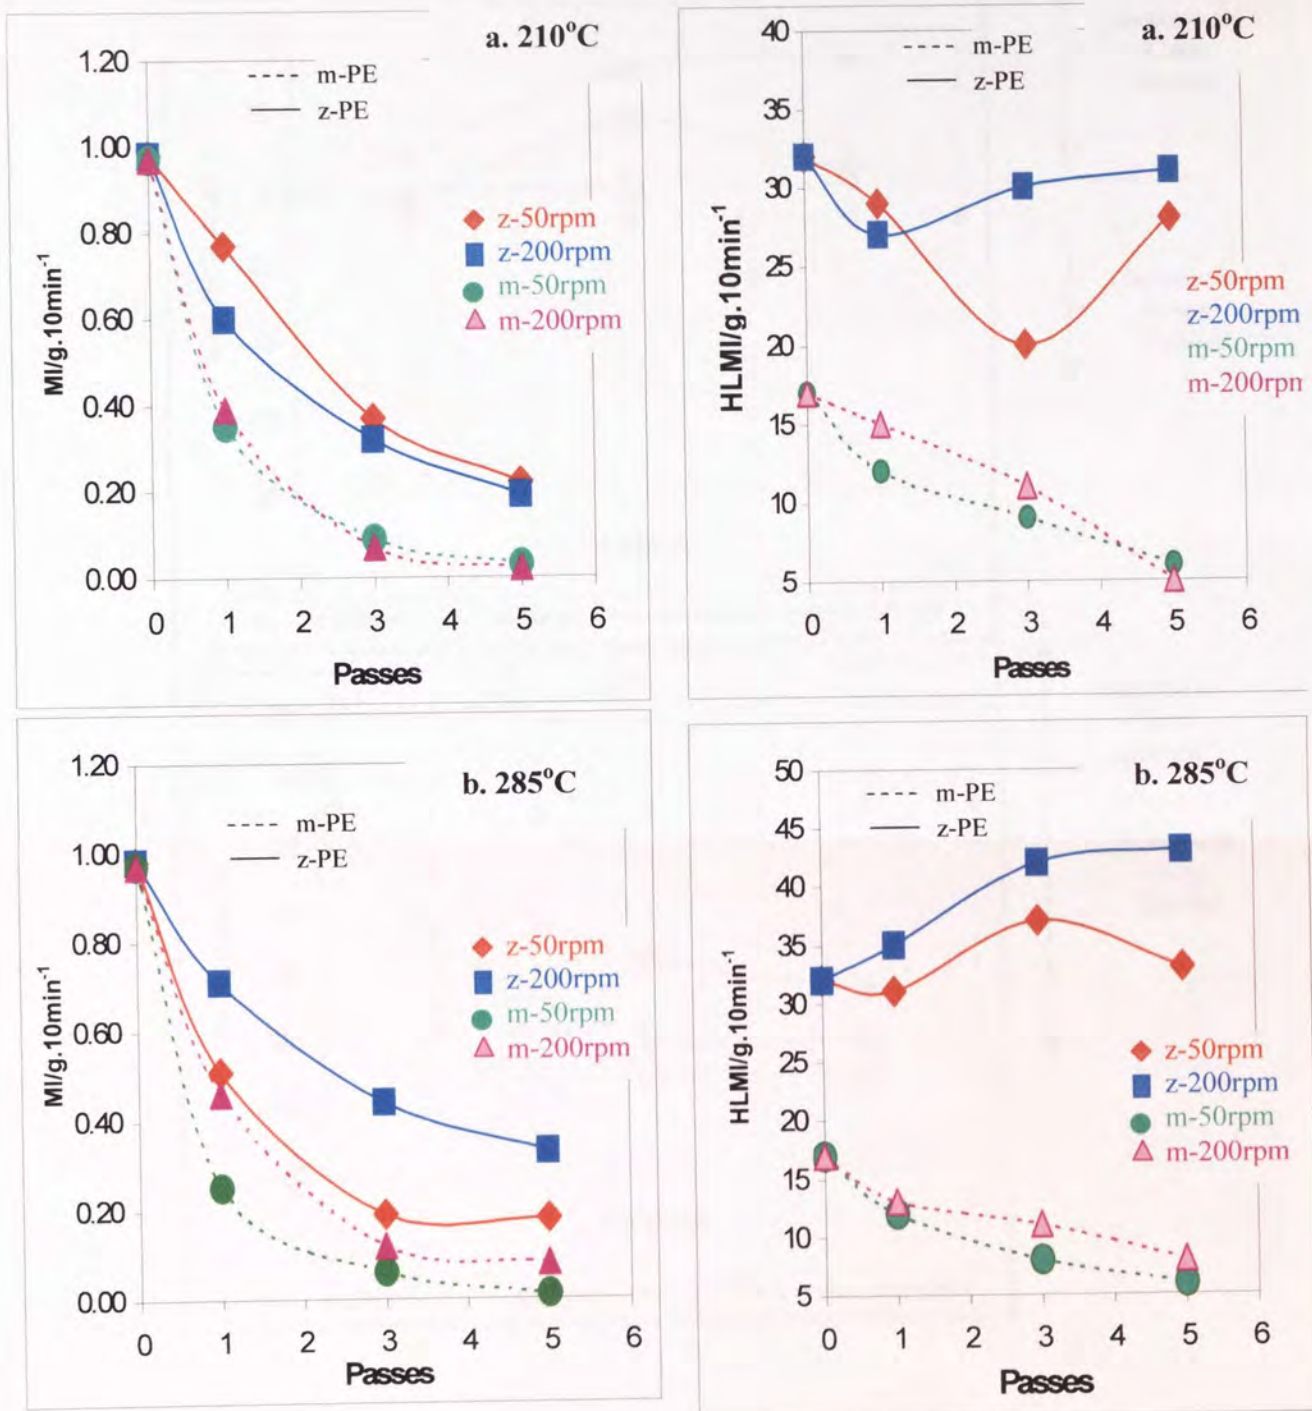 a. 210°C
1.20
1.00
0.80
0.60
0.40
0.20
0.00
MI/g.10min⁻¹
m-PE
z-PE
z-50rpm
z-200rpm
m-50rpm
m-200rpm
0 1 2 3 4 5 6
Passes
a. 210°C
40
35
30
25
20
15
10
5
HLMI/g.10min⁻¹
m-PE
z-PE
z-50rpm
z-200rpm
m-50rpm
m-200rpm
0 1 2 3 4 5 6
Passes
b. 285°C
1.20
1.00
0.80
0.60
0.40
0.20
0.00
MI/g.10min⁻¹
m-PE
z-PE
z-50rpm
z-200rpm
m-50rpm
m-200rpm
0 1 2 3 4 5 6
Passes
b. 285°C
50
45
40
35
30
25
20
15
10
5
HLMI/g.10min⁻¹
m-PE
z-PE
z-50rpm
z-200rpm
m-50rpm
m-200rpm
0 1 2 3 4 5 6
Passes